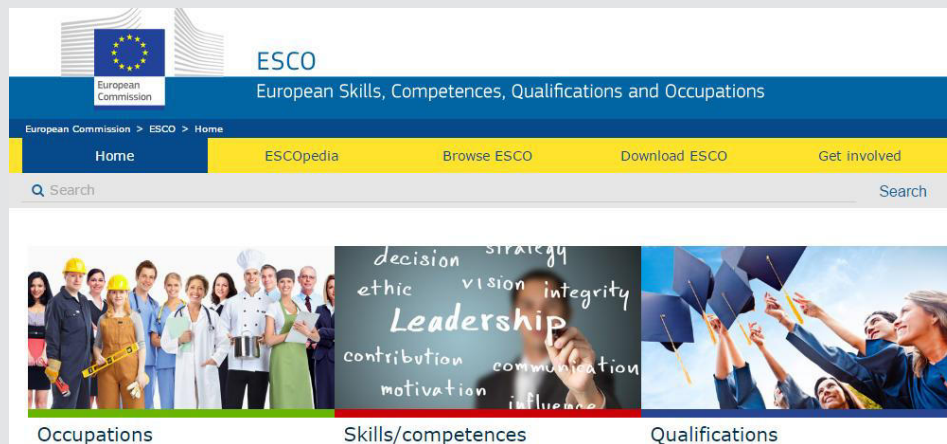 European
Commission
ESCO
European Skills, Competences, Qualifications and Occupations
European Commission > ESCO > Home
Home ESCOpedia Browse ESCO Download ESCO Get involved
Search Search
decision strategy
ethic vision integrity
Leadership
contribution communication
motivation influence
Occupations Skills/competences Qualifications